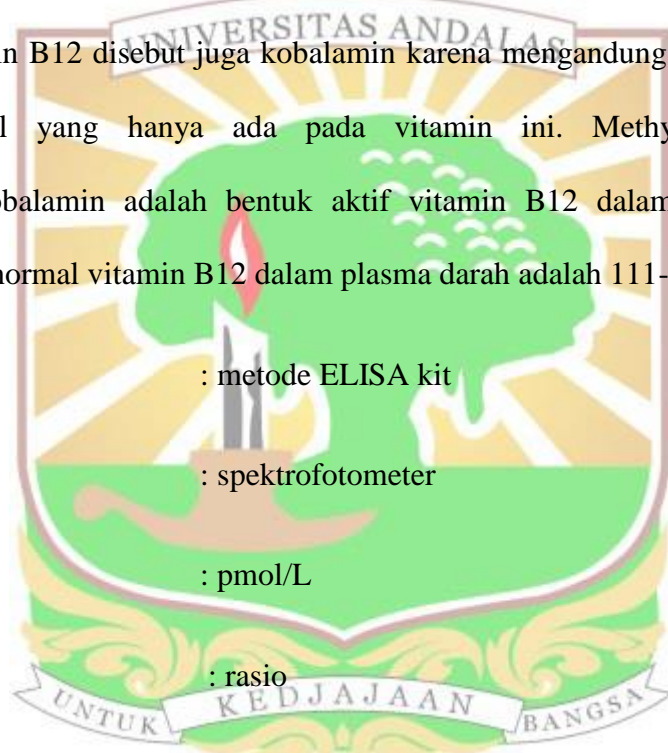 UNIVERSITAS ANDALAS
in B12 disebut juga kobalamin karena mengandung
l yang hanya ada pada vitamin ini. Methy
obalamin adalah bentuk aktif vitamin B12 dalam
normal vitamin B12 dalam plasma darah adalah 111-
: metode ELISA kit
: spektrofotometer
: pmol/L
: rasio
UNTUK KEDJAJAAN BANGSA